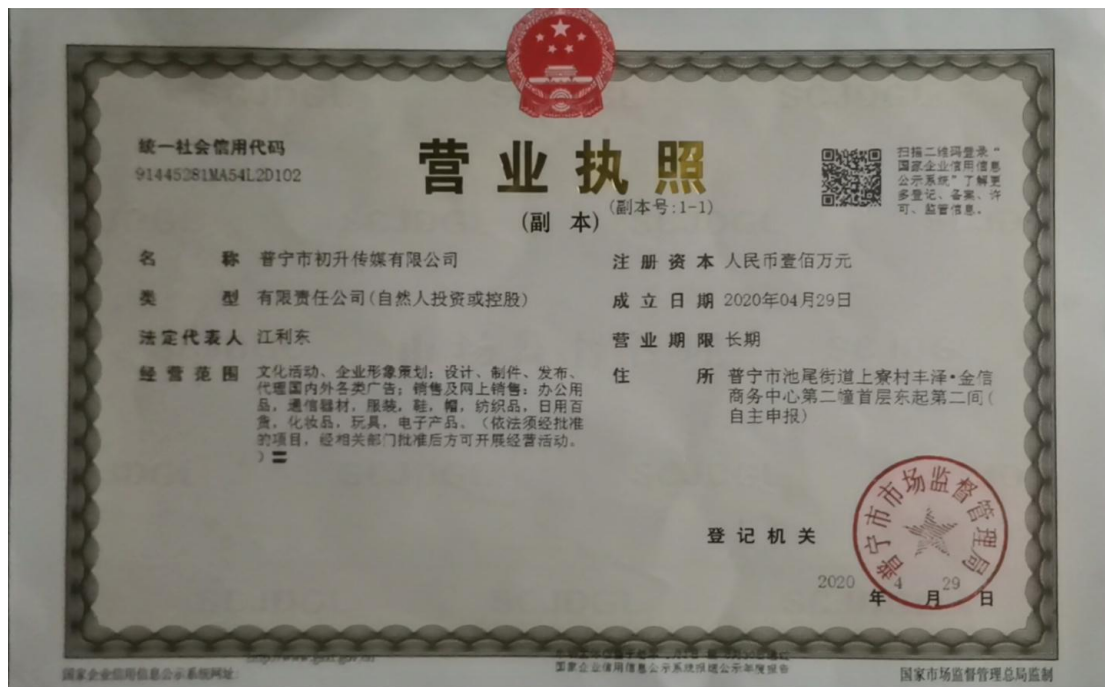 统一社会信用代码
91445281MA54L2D102
营业执照
(副 本)
(副本号:1-1)
扫描二维码登录“
国家企业信用信息
公示系统”了解更
多登记、备案、许
可、监管信息。
名 称 普宁市初升传媒有限公司
类 型 有限责任公司(自然人投资或控股)
法定代表人 江利东
经营范围 文化活动、企业形象策划;设计、制作、发布、
代理国内外各类广告;销售及网上销售:办公用
品,通信器材,服装,鞋,帽,纺织品,日用百
货,化妆品,玩具,电子产品。(依法须经批准
的项目,经相关部门批准后方可开展经营活动。
)
注册资本 人民币壹佰万元
成立日期 2020年04月29日
营业期限 长期
住 所 普宁市池尾街道上寮村丰泽·金信
商务中心第二幢首层东起第二间(
自主申报)
登记机关
普宁市市场监督管理局
2020 年 4 月 29 日
国家企业信用信息公示系统网址:
国家企业信用信息公示系统报送公示年度报告
国家市场监督管理总局监制